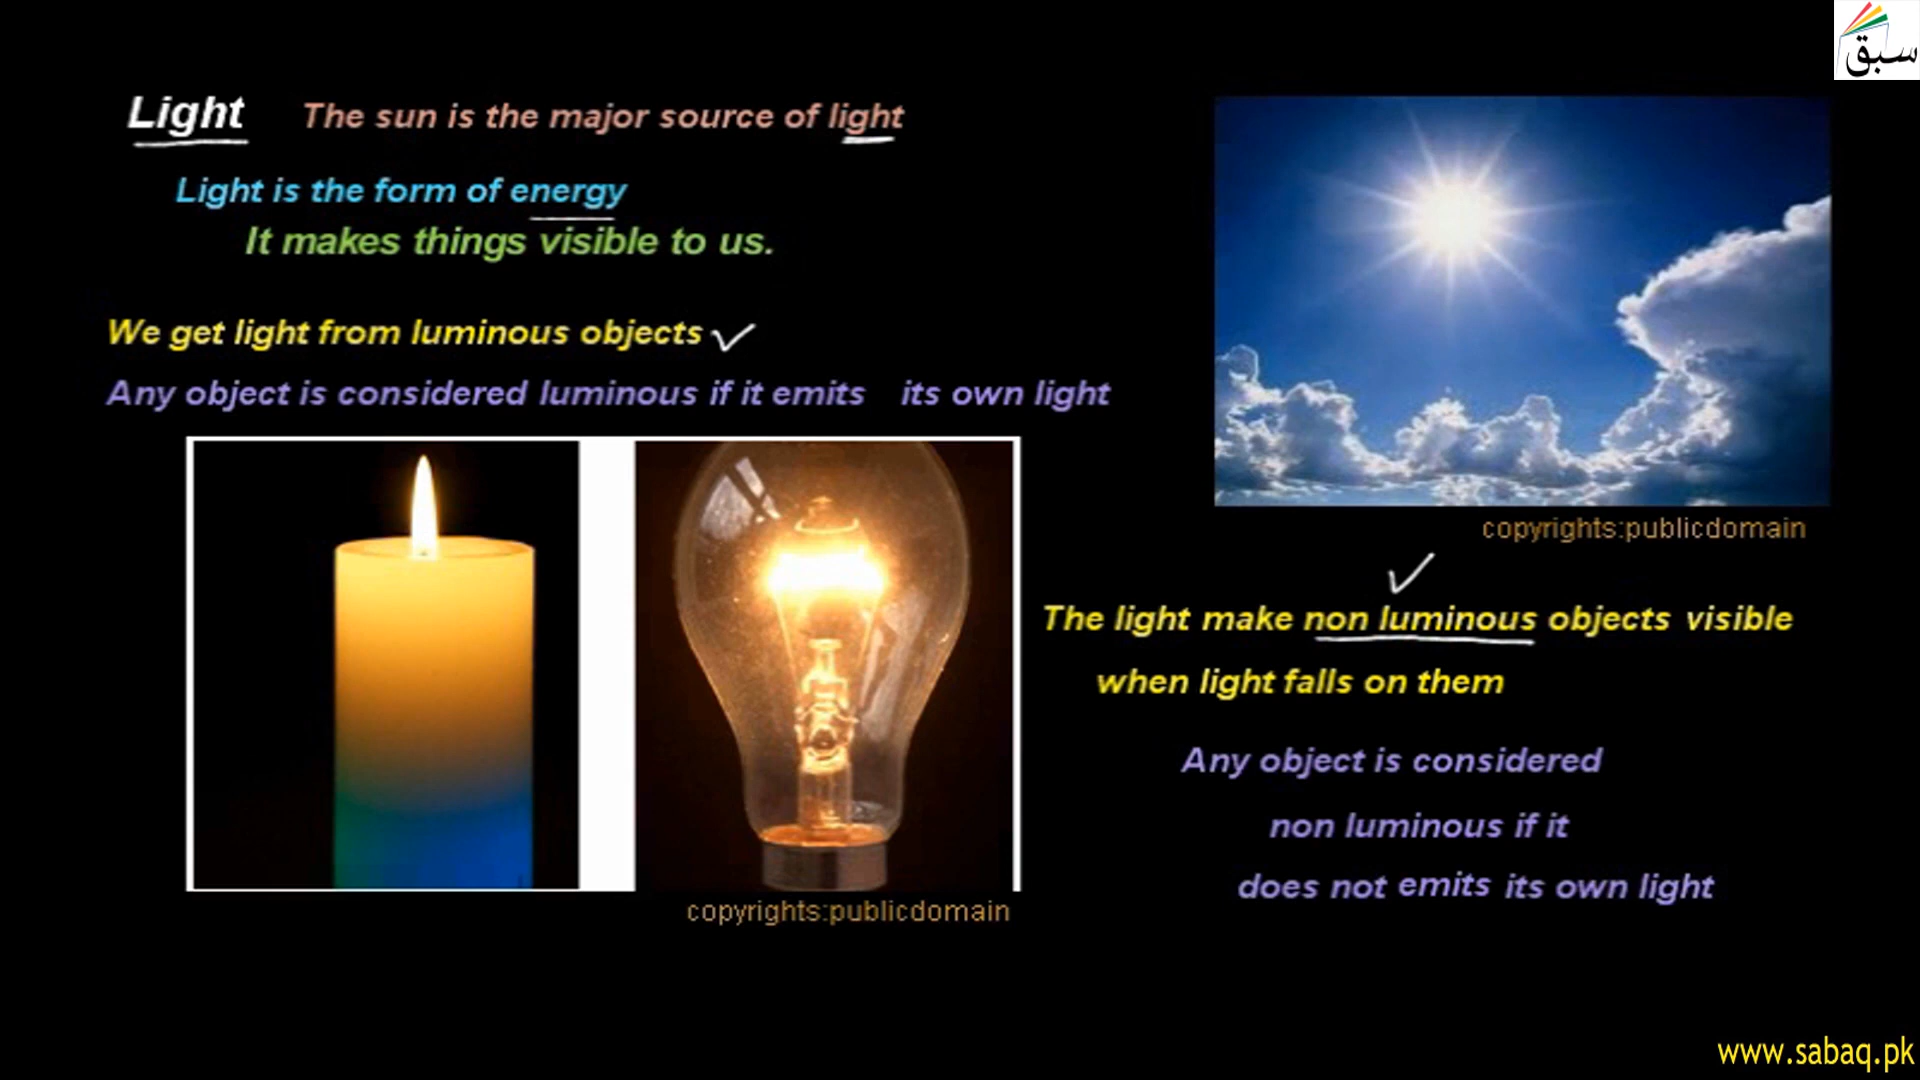 سبق
Light The sun is the major source of light
Light is the form of energy
It makes things visible to us.
We get light from luminous objects
Any object is considered luminous if it emits its own light
copyrights:publicdomain
The light make non luminous objects visible
when light falls on them
Any object is considered
non luminous if it
does not emits its own light
copyrights:publicdomain
www.sabaq.pk